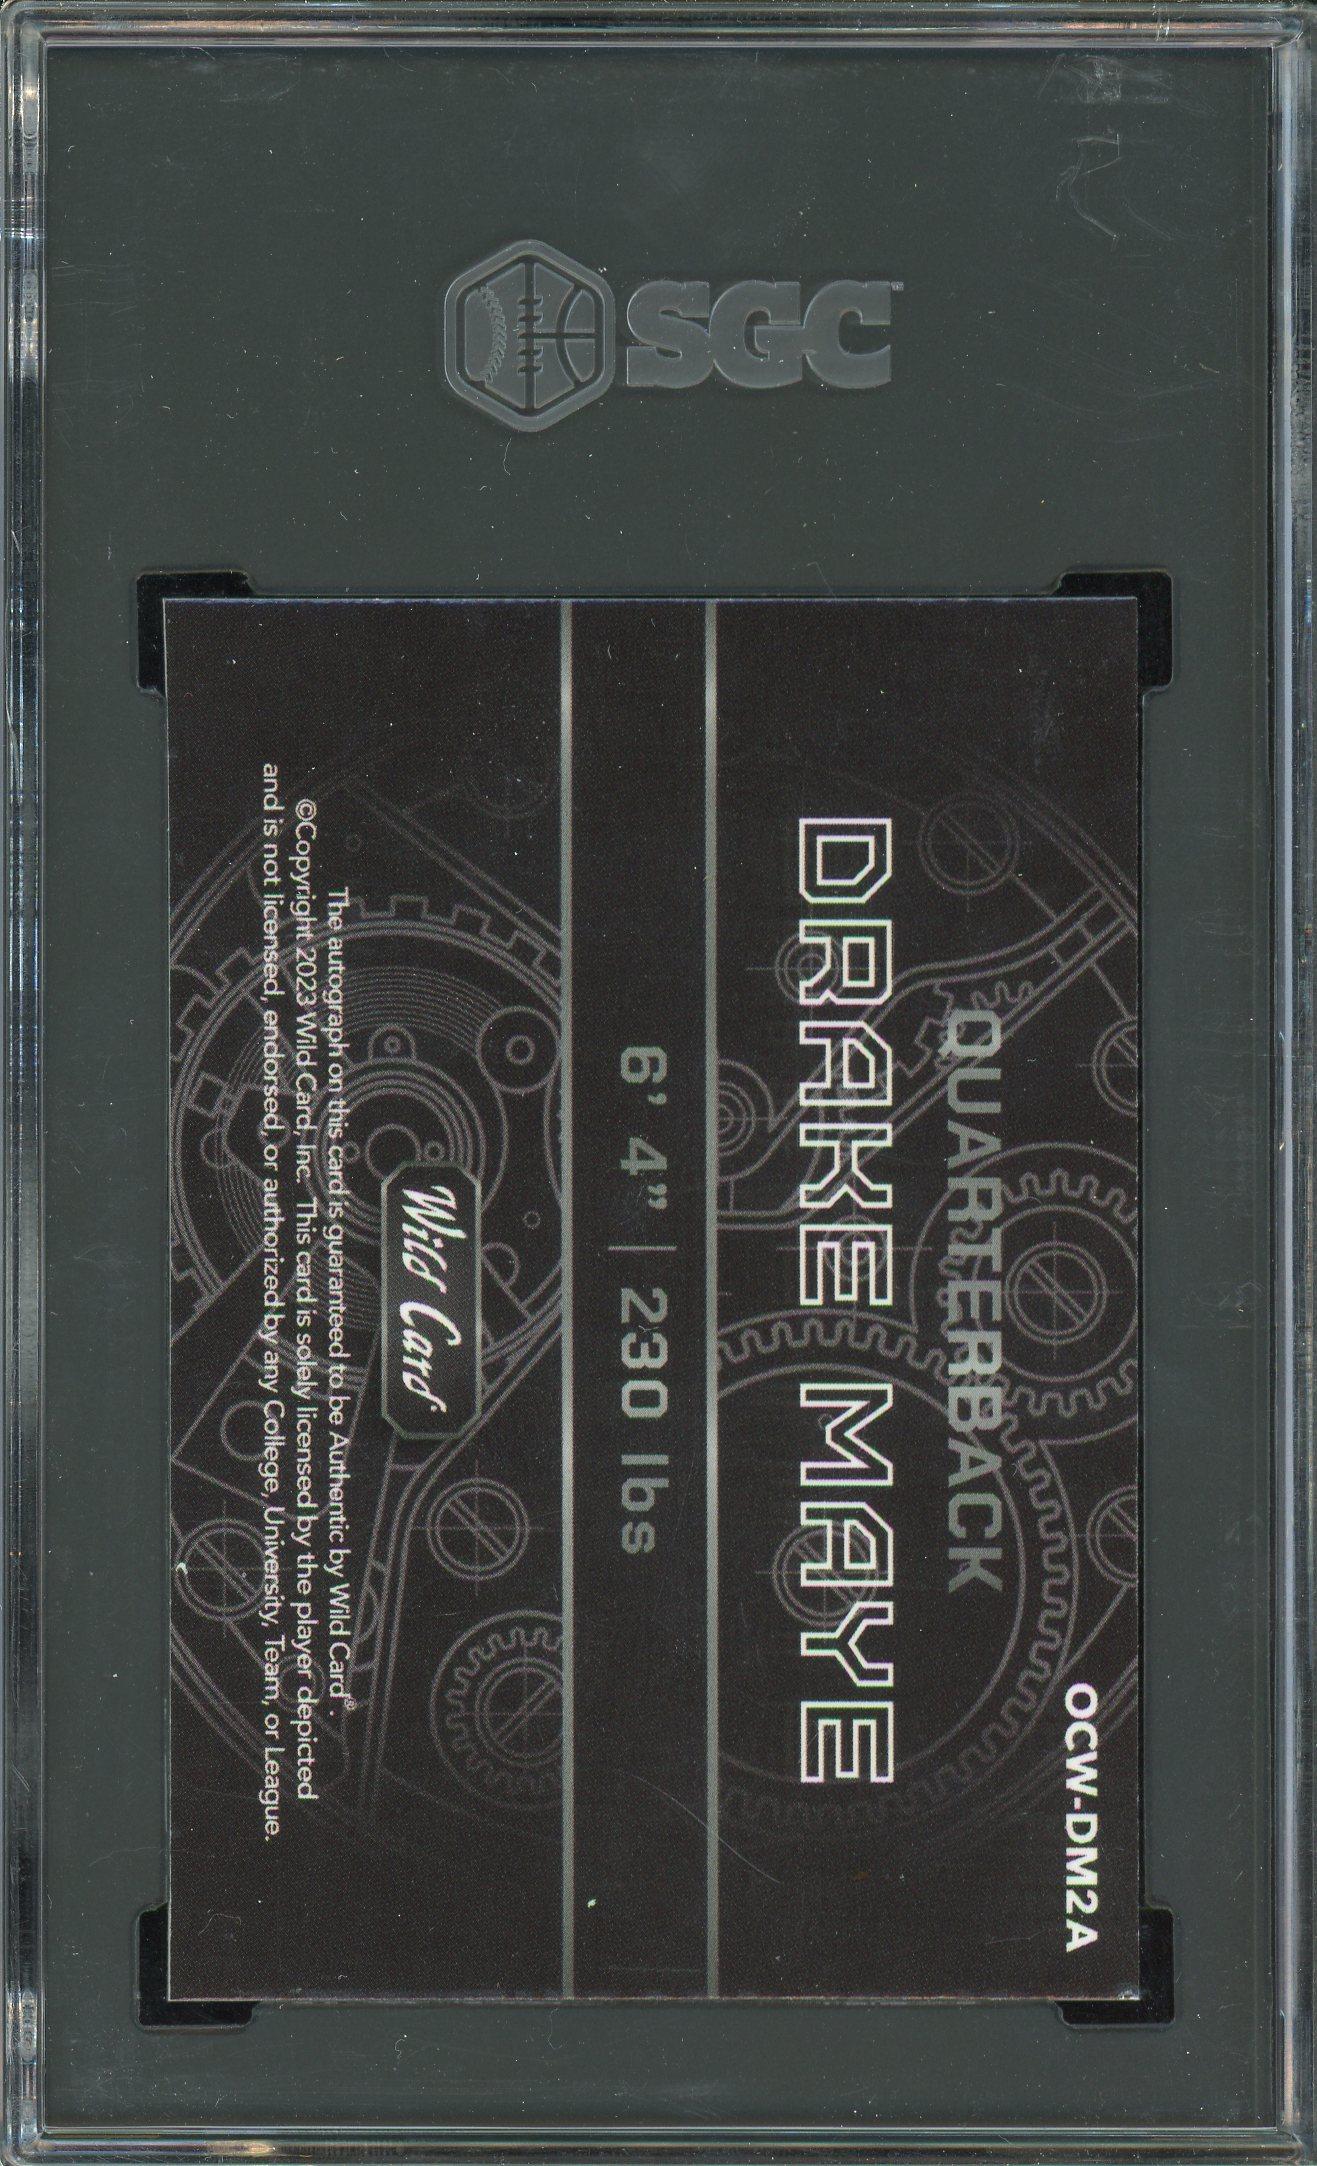 SGC™
OCW-DM2A
QUARTERBACK
DRAKE MAYE
6' 4" | 230 lbs
Wild Card
The autograph on this card is guaranteed to be Authentic by Wild Card®.
©Copyright 2023 Wild Card, Inc. This card is solely licensed by the player depicted
and is not licensed, endorsed, or authorized by any College, University, Team, or League.